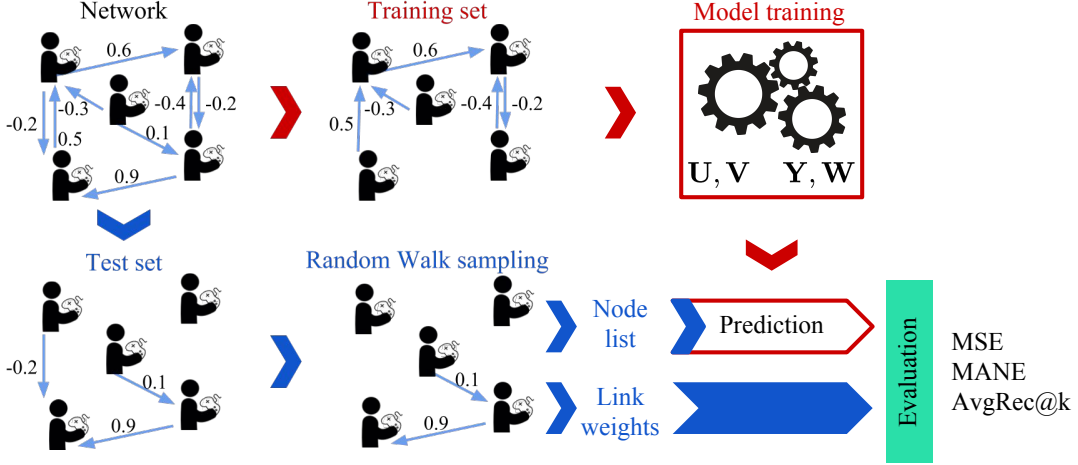 Network
Training set
Model training
0.6
-0.3
-0.4
-0.2
-0.2
0.5
0.1
0.9
0.6
-0.3
-0.4
-0.2
0.5
U, V Y, W
Test set
Random Walk sampling
-0.2
0.1
0.9
0.1
0.9
Node
list
Prediction
Link
weights
Evaluation
MSE
MANE
AvgRec@k